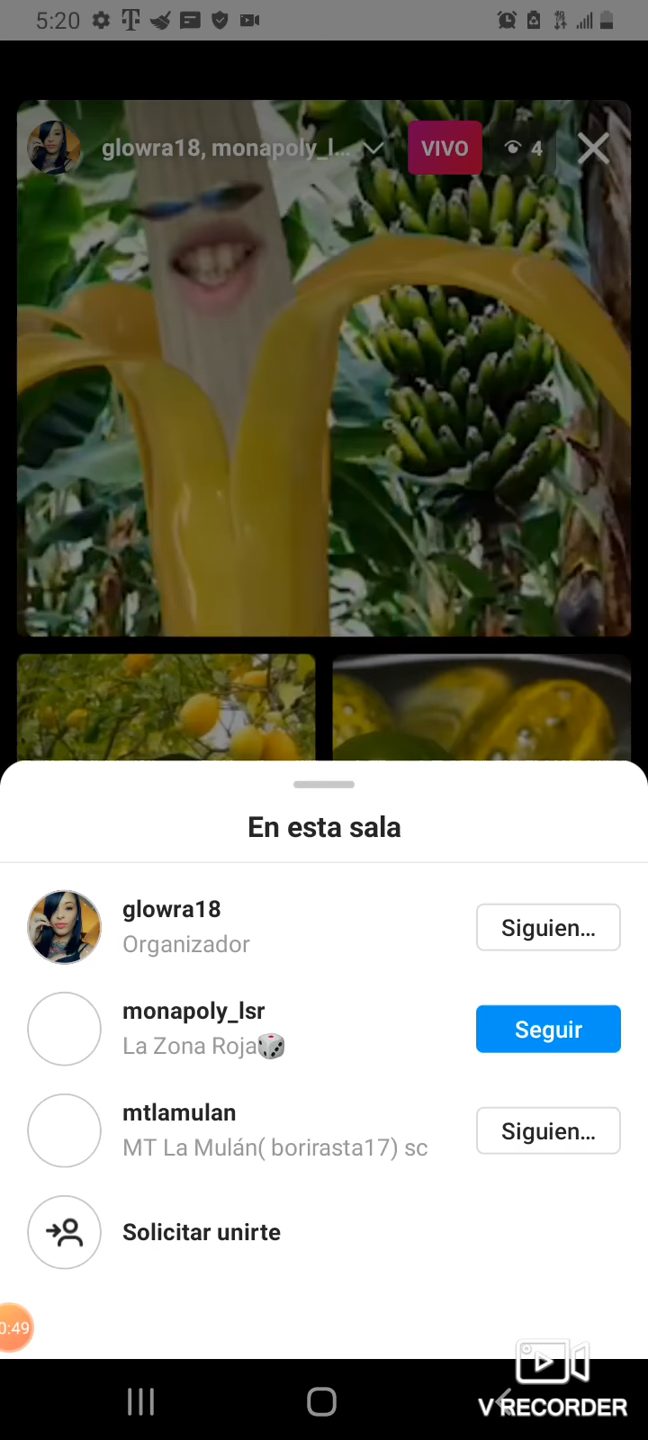 5:20
glowra18, monapoly_l...
VIVO
4
En esta sala
glowra18
Organizador
Siguien...
monapoly_lsr
La Zona Roja🎲
Seguir
mtlamulan
MT La Mulán( borirasta17) sc
Siguien...
Solicitar unirte
0:49
V RECORDER